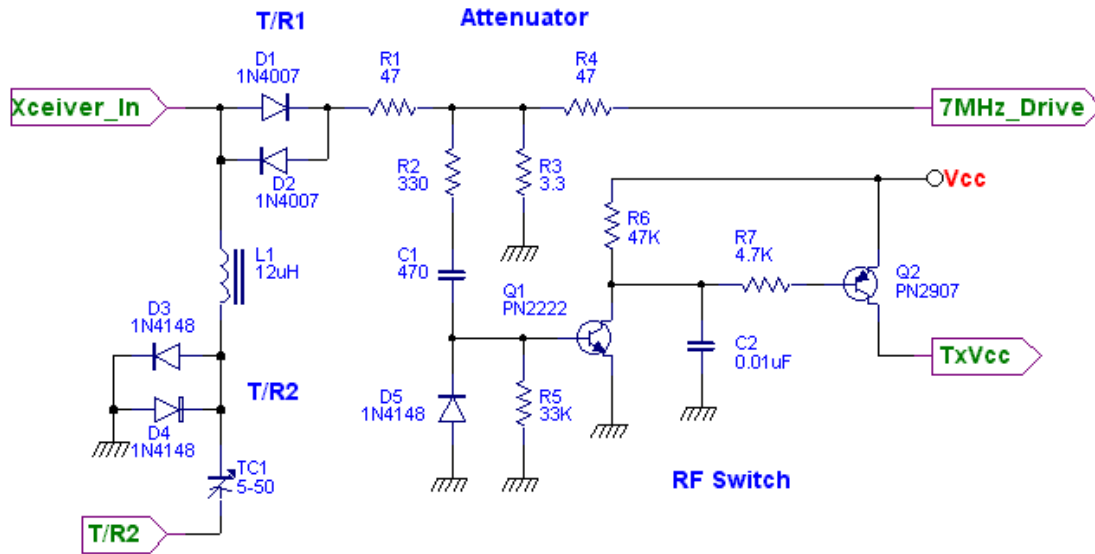 T/R1
Attenuator
D1
1N4007
R1
47
R4
47
Xceiver_In
7MHz_Drive
D2
1N4007
R2
330
R3
3.3
Vcc
R6
47K
R7
4.7K
L1
12uH
C1
470
Q1
PN2222
Q2
PN2907
D3
1N4148
C2
0.01uF
TxVcc
T/R2
D5
1N4148
R5
33K
D4
1N4148
TC1
5-50
RF Switch
T/R2